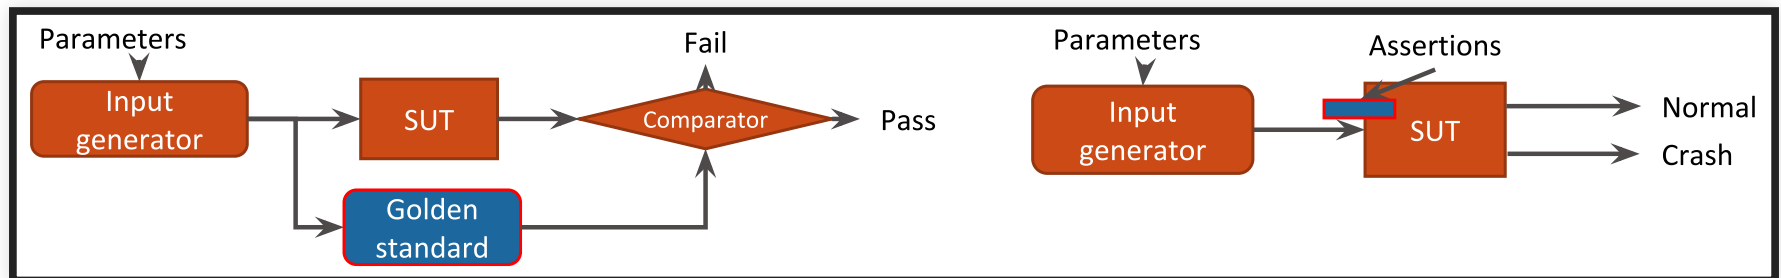 Parameters
Input
generator
SUT
Golden
standard
Comparator
Fail
Pass
Parameters
Input
generator
Assertions
SUT
Normal
Crash